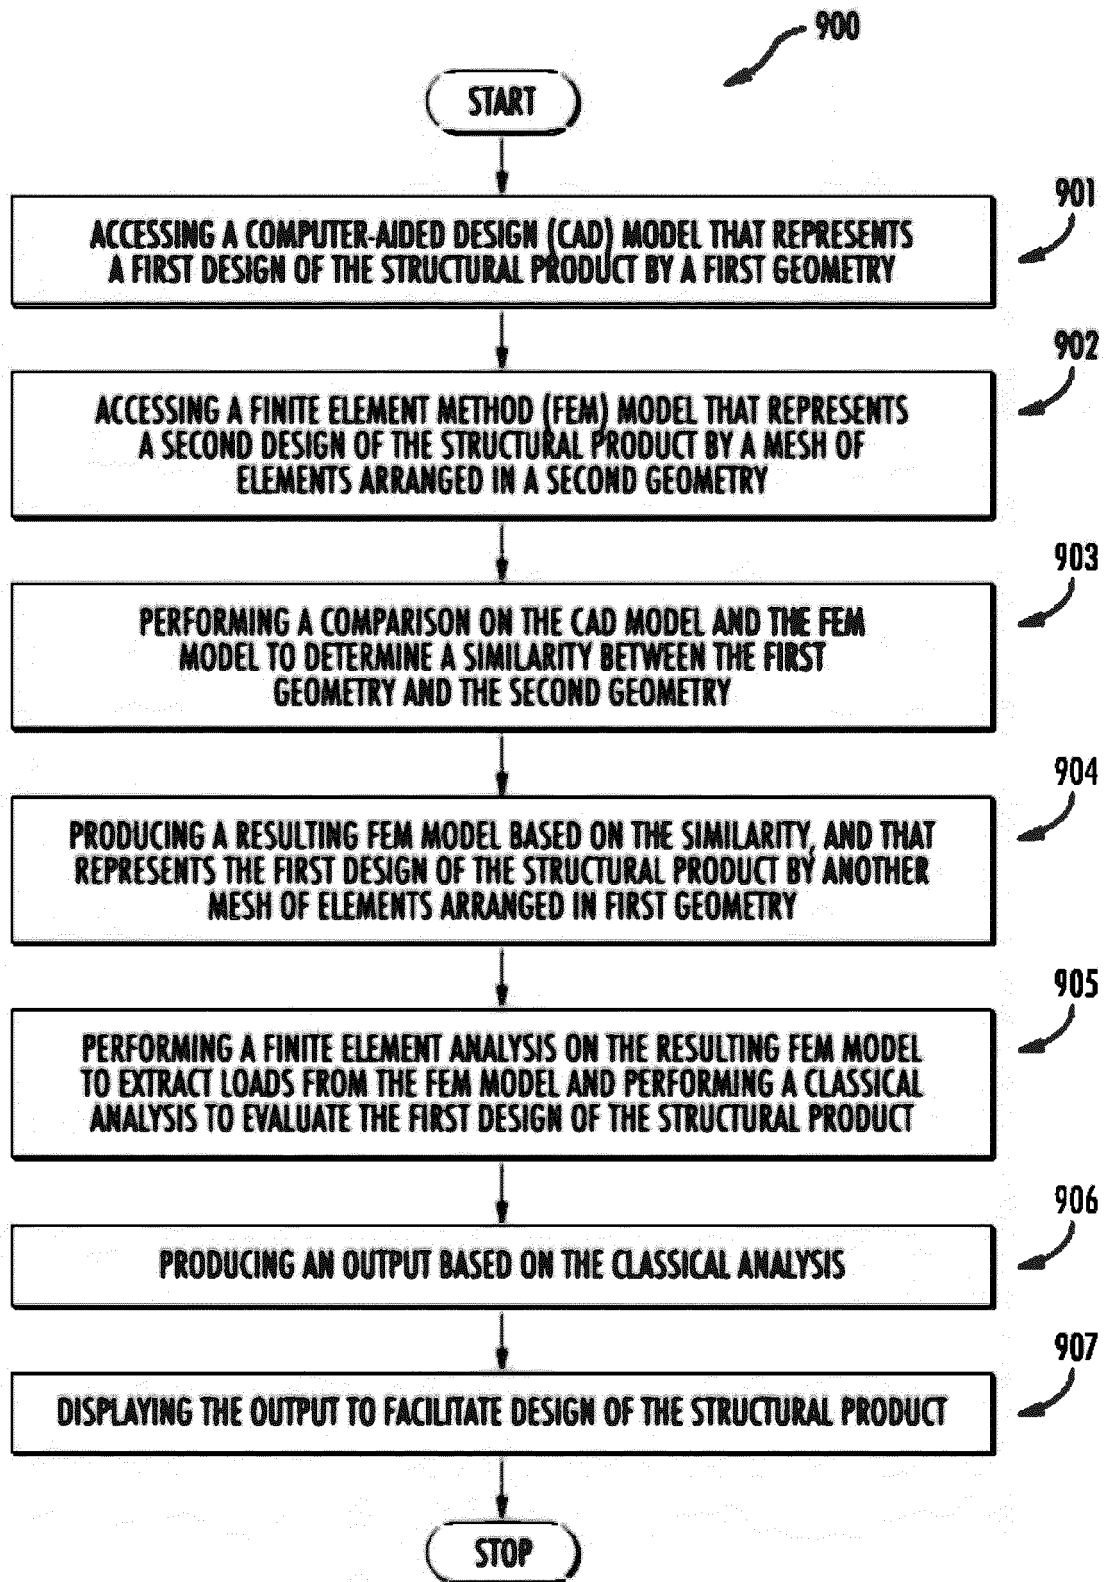 900
START
901
ACCESSING A COMPUTER-AIDED DESIGN (CAD) MODEL THAT REPRESENTS
A FIRST DESIGN OF THE STRUCTURAL PRODUCT BY A FIRST GEOMETRY
902
ACCESSING A FINITE ELEMENT METHOD (FEM) MODEL THAT REPRESENTS
A SECOND DESIGN OF THE STRUCTURAL PRODUCT BY A MESH OF
ELEMENTS ARRANGED IN A SECOND GEOMETRY
903
PERFORMING A COMPARISON ON THE CAD MODEL AND THE FEM
MODEL TO DETERMINE A SIMILARITY BETWEEN THE FIRST
GEOMETRY AND THE SECOND GEOMETRY
904
PRODUCING A RESULTING FEM MODEL BASED ON THE SIMILARITY, AND THAT
REPRESENTS THE FIRST DESIGN OF THE STRUCTURAL PRODUCT BY ANOTHER
MESH OF ELEMENTS ARRANGED IN FIRST GEOMETRY
905
PERFORMING A FINITE ELEMENT ANALYSIS ON THE RESULTING FEM MODEL
TO EXTRACT LOADS FROM THE FEM MODEL AND PERFORMING A CLASSICAL
ANALYSIS TO EVALUATE THE FIRST DESIGN OF THE STRUCTURAL PRODUCT
906
PRODUCING AN OUTPUT BASED ON THE CLASSICAL ANALYSIS
907
DISPLAYING THE OUTPUT TO FACILITATE DESIGN OF THE STRUCTURAL PRODUCT
STOP